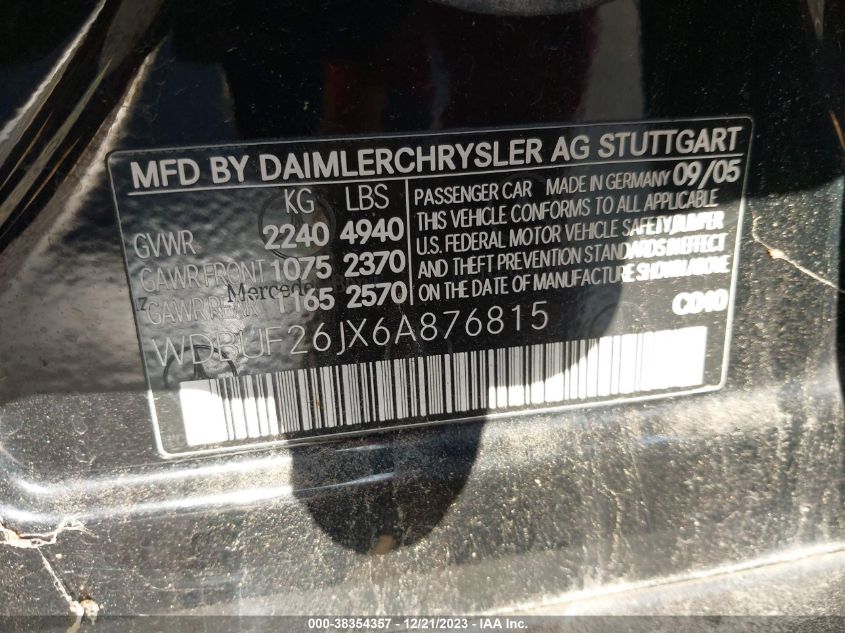 MFD BY DAIMLERCHRYSLER AG STUTTGART
KG LBS
GVWR 2240 4940
GAWR FRONT 1075 2370
GAWR REAR 1165 2570
Mercede
PASSENGER CAR MADE IN GERMANY 09/05
THIS VEHICLE CONFORMS TO ALL APPLICABLE
U.S. FEDERAL MOTOR VEHICLE SAFETY, BUMPER
AND THEFT PREVENTION STANDARDS IN EFFECT
ON THE DATE OF MANUFACTURE SHOWN ABOVE
C040
WDBUF26JX6A876815
000-38354357 - 12/21/2023 - IAA Inc.